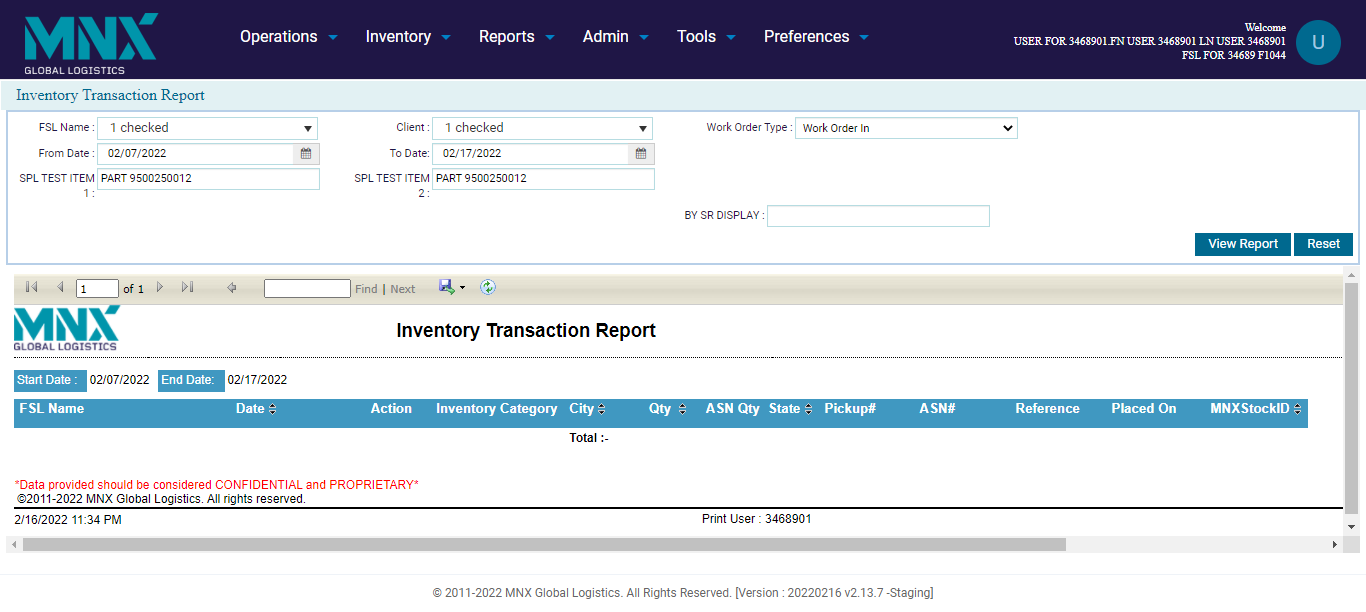 MNX
GLOBAL LOGISTICS
Operations Inventory Reports Admin Tools Preferences
Welcome
USER FOR 3468901.FN USER 3468901 LN USER 3468901
FSL FOR 34689 F1044
U
Inventory Transaction Report
FSL Name : 1 checked Client : 1 checked Work Order Type : Work Order In
From Date : 02/07/2022 To Date: 02/17/2022
SPL TEST ITEM 1 : PART 9500250012 SPL TEST ITEM 2 : PART 9500250012
BY SR DISPLAY :
View Report Reset
1 of 1 Find | Next
MNX
GLOBAL LOGISTICS
Inventory Transaction Report
Start Date : 02/07/2022 End Date: 02/17/2022
FSL Name Date Action Inventory Category City Qty ASN Qty State Pickup# ASN# Reference Placed On MNXStockID
Total :-
*Data provided should be considered CONFIDENTIAL and PROPRIETARY*
©2011-2022 MNX Global Logistics. All rights reserved.
2/16/2022 11:34 PM Print User : 3468901
© 2011-2022 MNX Global Logistics. All Rights Reserved. [Version : 20220216 v2.13.7 -Staging]